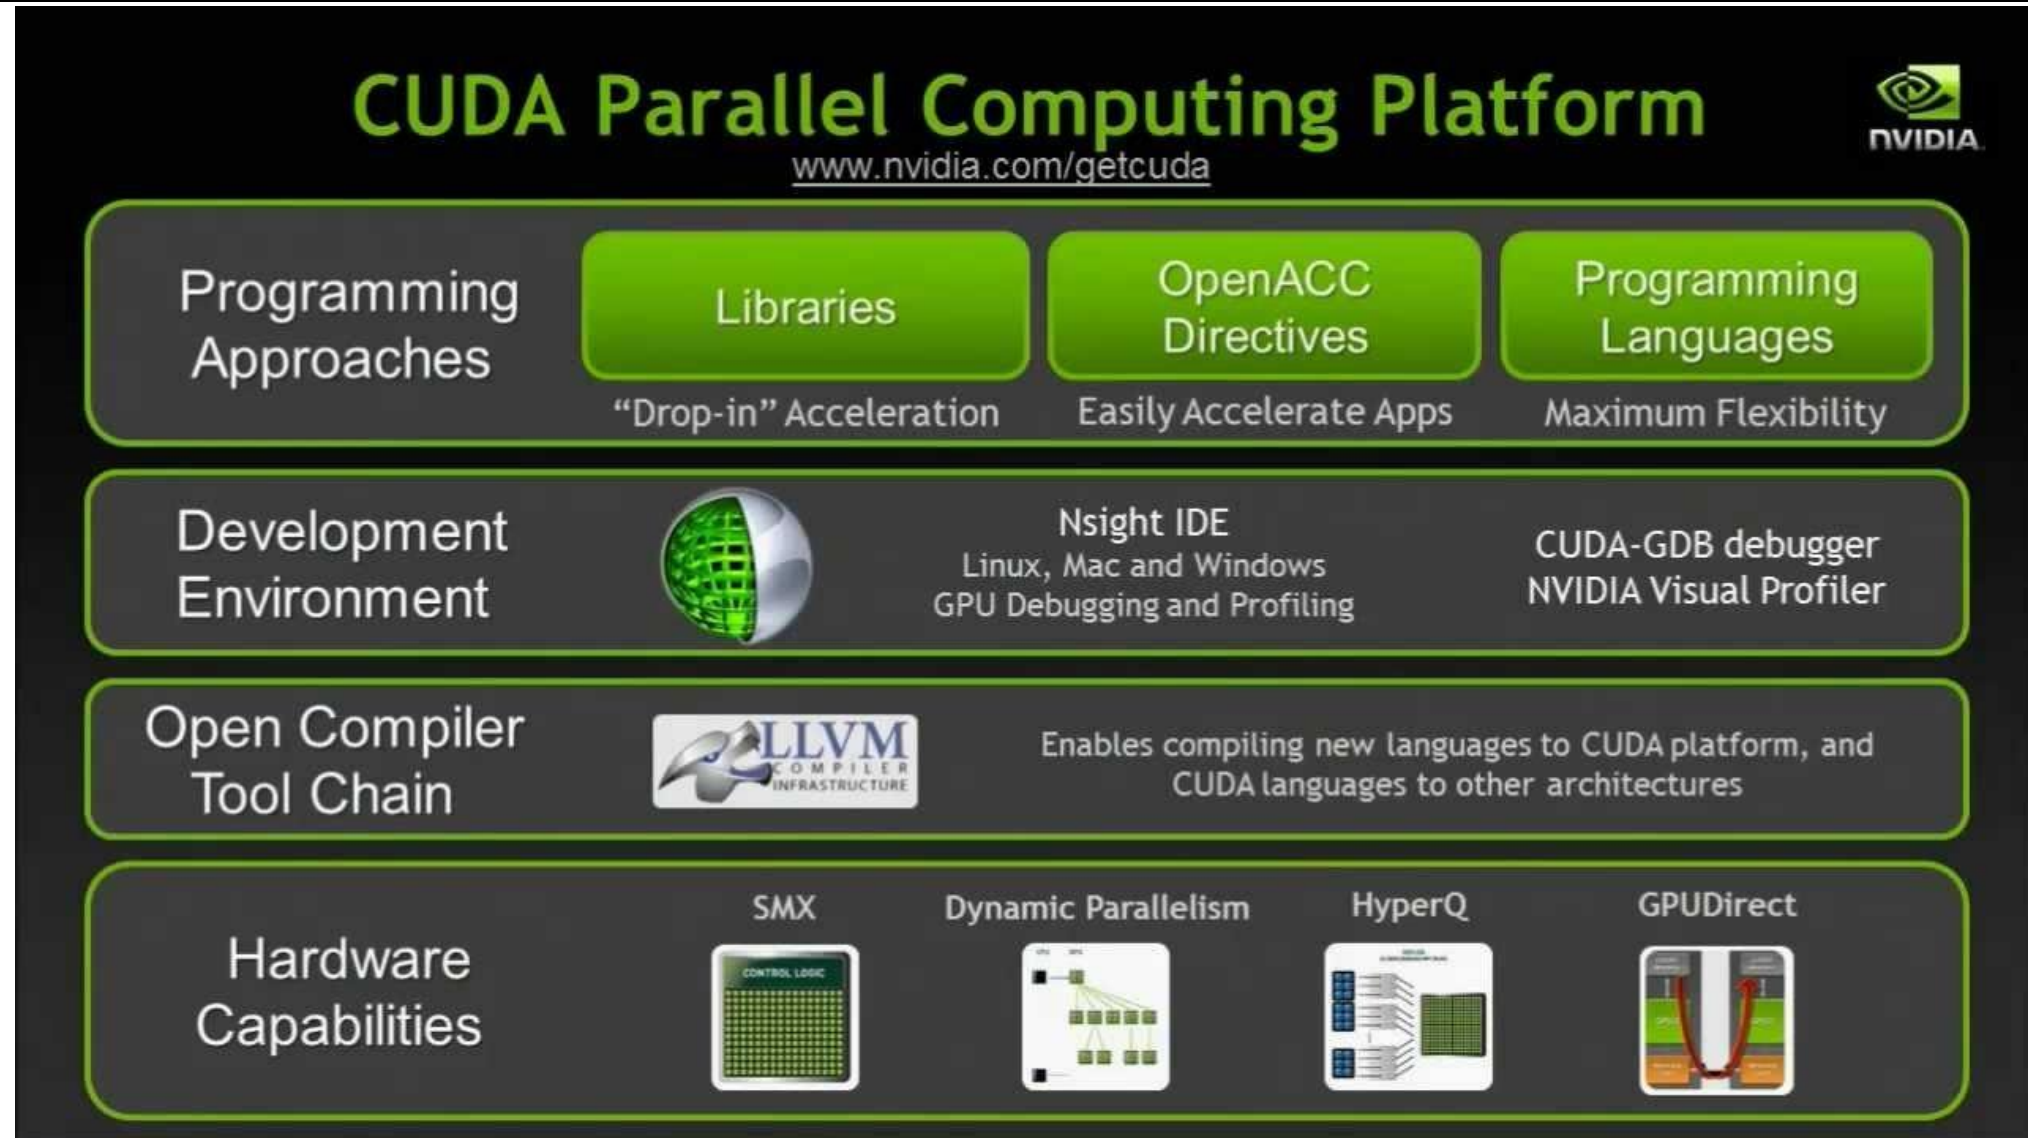 CUDA Parallel Computing Platform
www.nvidia.com/getcuda
NVIDIA
Programming
Approaches
Libraries
"Drop-in" Acceleration
OpenACC
Directives
Easily Accelerate Apps
Programming
Languages
Maximum Flexibility
Development
Environment
Nsight IDE
Linux, Mac and Windows
GPU Debugging and Profiling
CUDA-GDB debugger
NVIDIA Visual Profiler
Open Compiler
Tool Chain
LLVM
COMPILER
INFRASTRUCTURE
Enables compiling new languages to CUDA platform, and
CUDA languages to other architectures
Hardware
Capabilities
SMX
CONTROL LOGIC
Dynamic Parallelism
HyperQ
GPUDirect